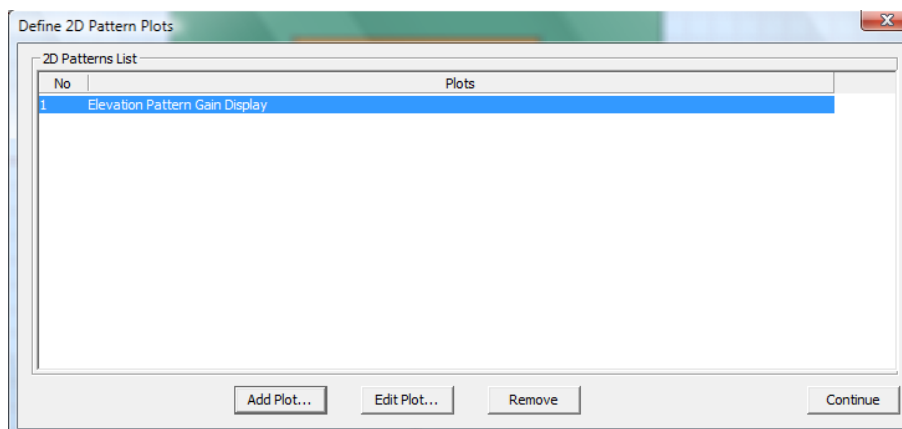 Define 2D Pattern Plots
2D Patterns List
No Plots
1 Elevation Pattern Gain Display
Add Plot... Edit Plot... Remove Continue